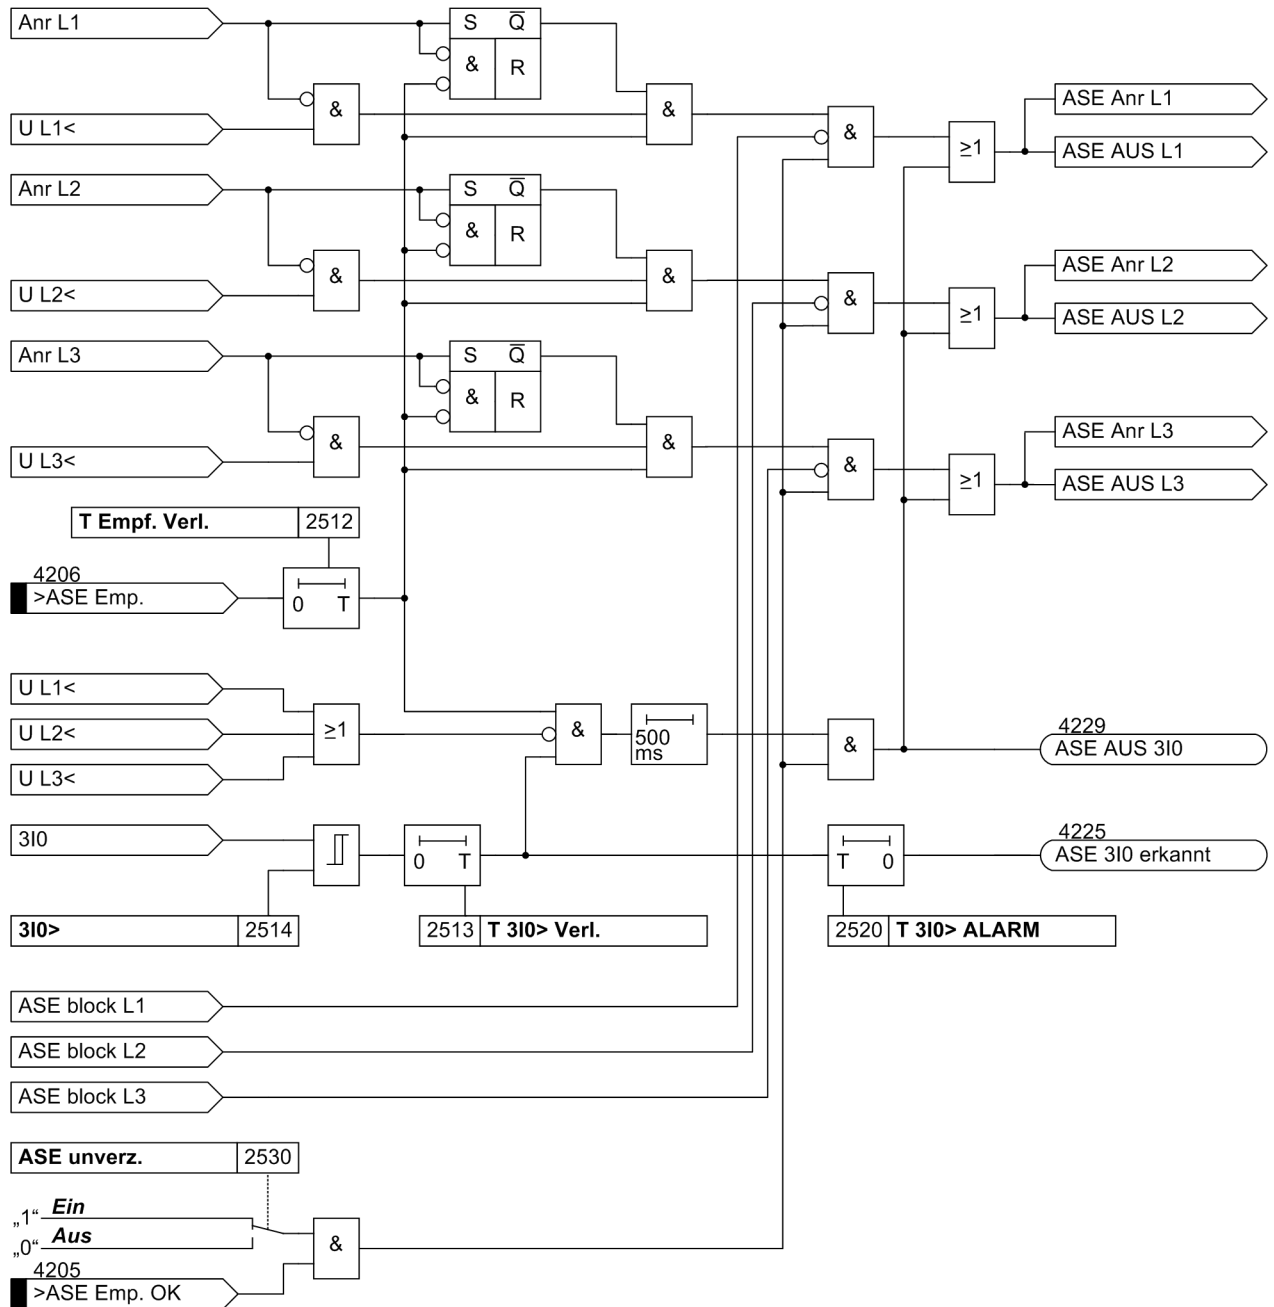 Anr L1
S Q̅
& R
&
U L1<
&
&
≥1
ASE Anr L1
ASE AUS L1
Anr L2
S Q̅
& R
&
U L2<
&
&
≥1
ASE Anr L2
ASE AUS L2
Anr L3
S Q̅
& R
&
U L3<
&
&
≥1
ASE Anr L3
ASE AUS L3
T Empf. Verl. 2512
4206
>ASE Emp.
0 T
U L1<
U L2<
U L3<
≥1
&
500
ms
&
4229
ASE AUS 3I0
3I0
0 T
T 0
4225
ASE 3I0 erkannt
3I0> 2514
2513 T 3I0> Verl.
2520 T 3I0> ALARM
ASE block L1
ASE block L2
ASE block L3
ASE unverz. 2530
„1“ Ein
„0“ Aus
&
4205
>ASE Emp. OK